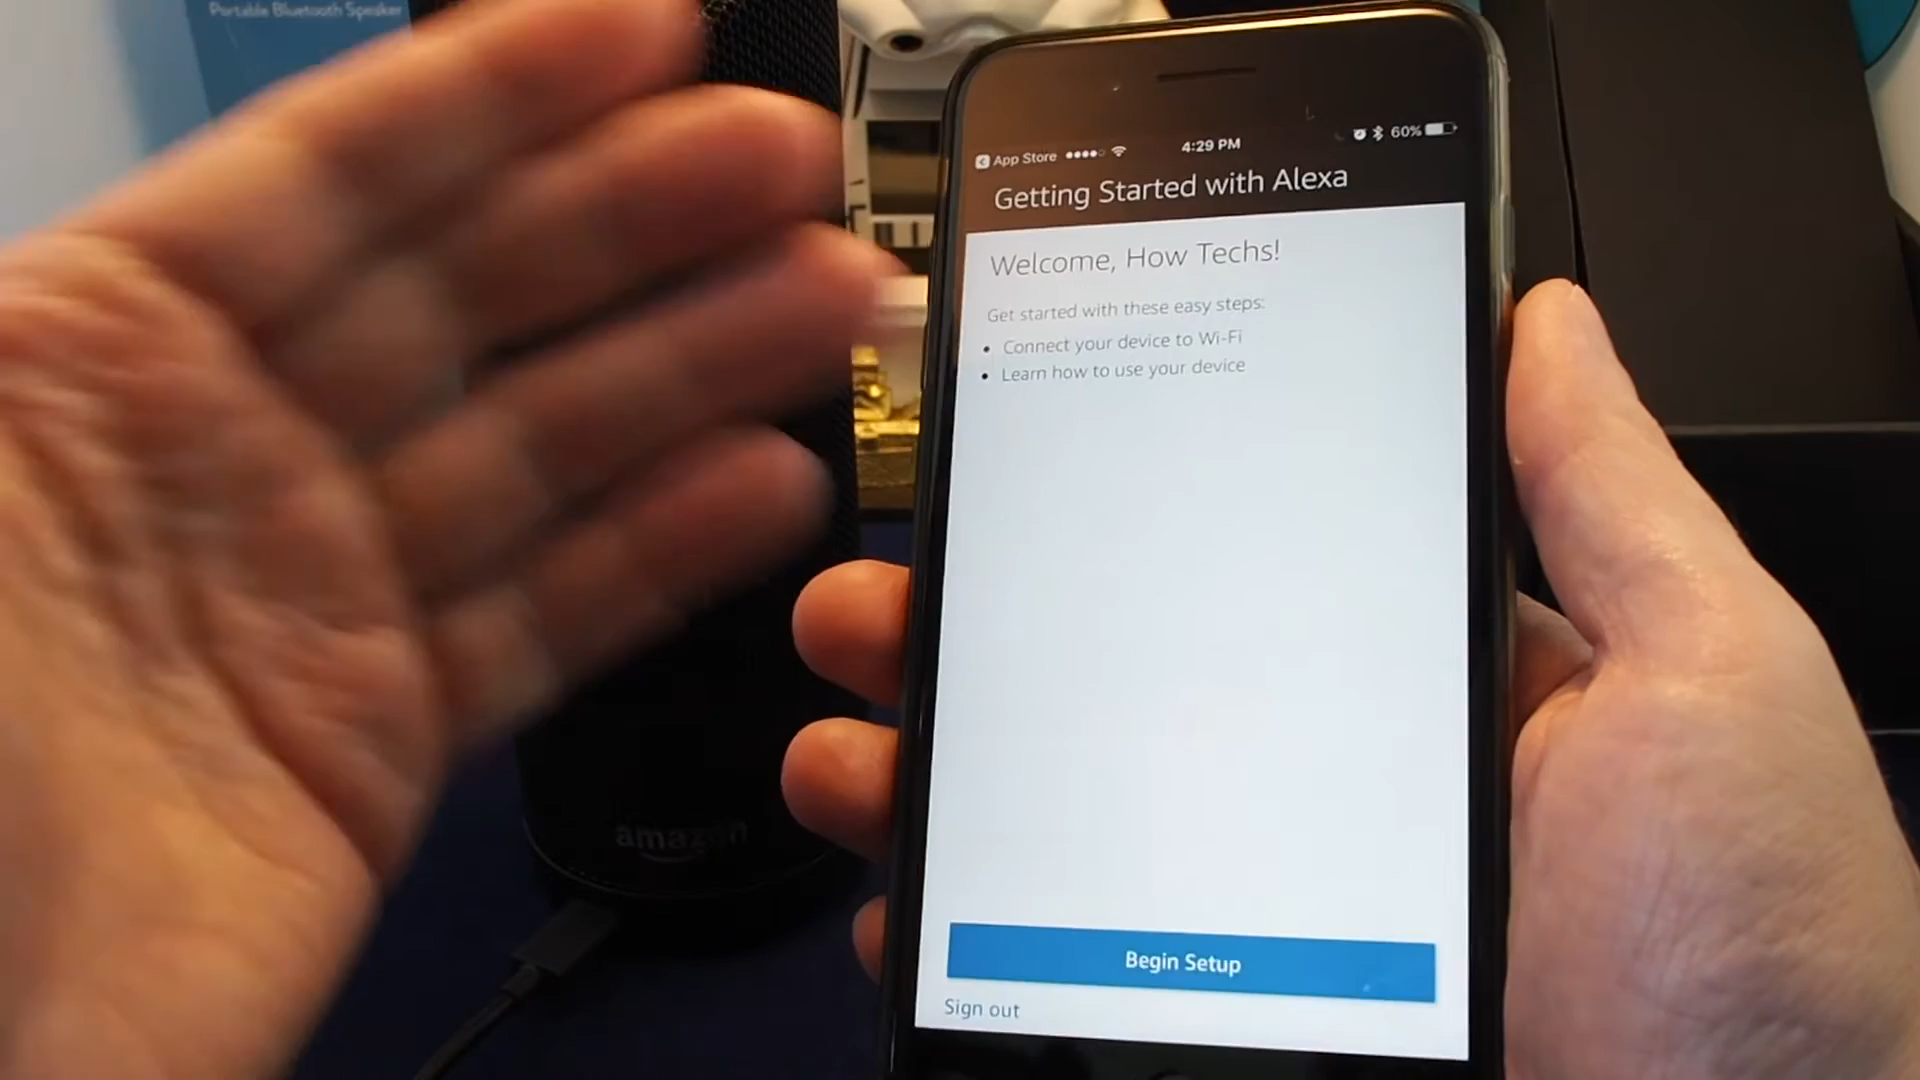 Portable Bluetooth Speaker
App Store
4:29 PM
60%
Getting Started with Alexa
Welcome, How Techs!
Get started with these easy steps:
• Connect your device to Wi-Fi
• Learn how to use your device
amazon
Begin Setup
Sign out